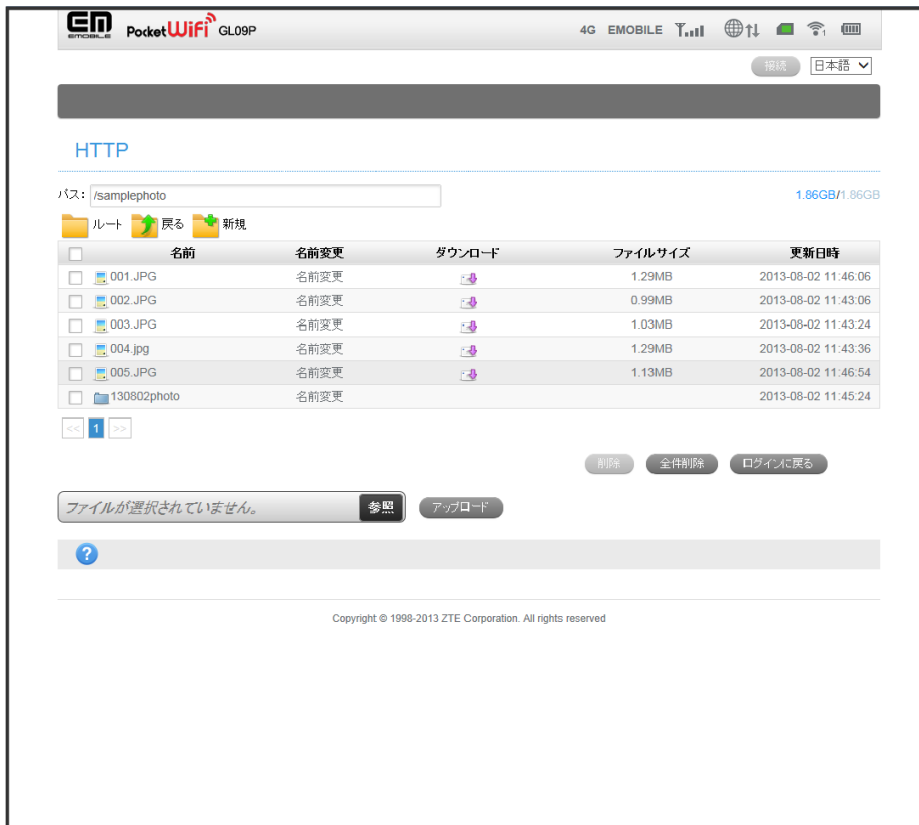 EM
EMOBILE
PocketWiFi GL09P
4G EMOBILE
1
接続
日本語
HTTP
パス: /samplephoto
1.86GB/1.86GB
ルート 戻る 新規
名前 名前変更 ダウンロード ファイルサイズ 更新日時
001.JPG 名前変更 1.29MB 2013-08-02 11:46:06
002.JPG 名前変更 0.99MB 2013-08-02 11:43:06
003.JPG 名前変更 1.03MB 2013-08-02 11:43:24
004.jpg 名前変更 1.29MB 2013-08-02 11:43:36
005.JPG 名前変更 1.13MB 2013-08-02 11:46:54
130802photo 名前変更 2013-08-02 11:45:24
<< 1 >>
削除 全件削除 ログインに戻る
ファイルが選択されていません。 参照 アップロード
?
Copyright © 1998-2013 ZTE Corporation. All rights reserved